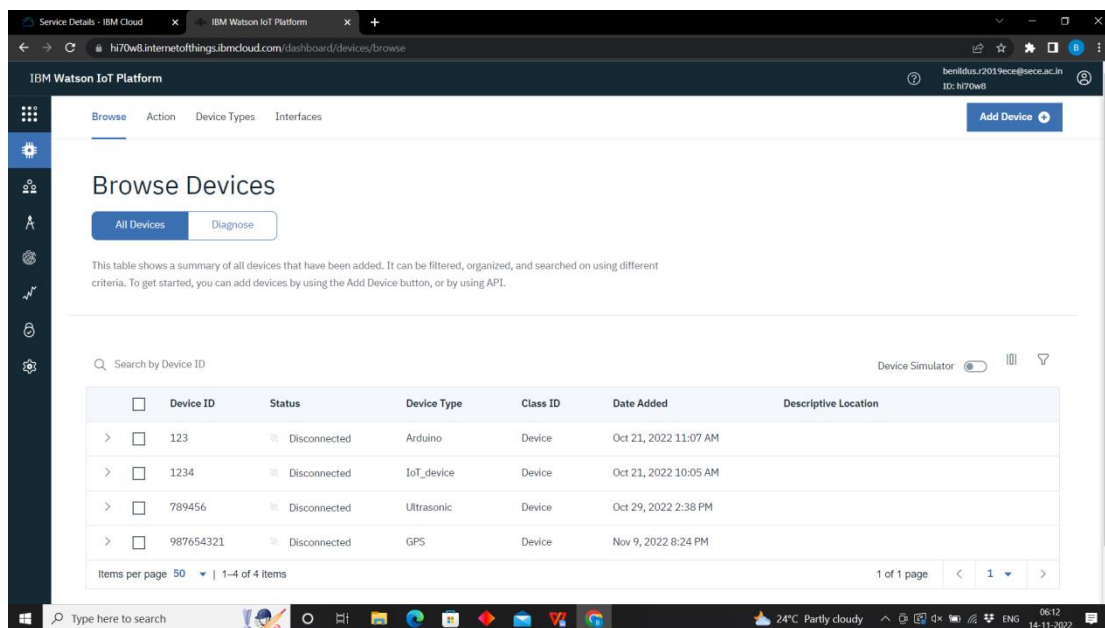 Service Details - IBM Cloud
IBM Watson IoT Platform
hi70w8.internetofthings.ibmcloud.com/dashboard/devices/browse
B
IBM Watson IoT Platform
benildus.r2019ece@sece.ac.in
ID: hi70w8
Browse Action Device Types Interfaces
Add Device
Browse Devices
All Devices Diagnose
This table shows a summary of all devices that have been added. It can be filtered, organized, and searched on using different
criteria. To get started, you can add devices by using the Add Device button, or by using API.
Search by Device ID
Device Simulator
Device ID Status Device Type Class ID Date Added Descriptive Location
123 Disconnected Arduino Device Oct 21, 2022 11:07 AM
1234 Disconnected IoT_device Device Oct 21, 2022 10:05 AM
789456 Disconnected Ultrasonic Device Oct 29, 2022 2:38 PM
987654321 Disconnected GPS Device Nov 9, 2022 8:24 PM
Items per page 50 | 1–4 of 4 items 1 of 1 page 1
Type here to search
24°C Partly cloudy ENG 06:12
14-11-2022